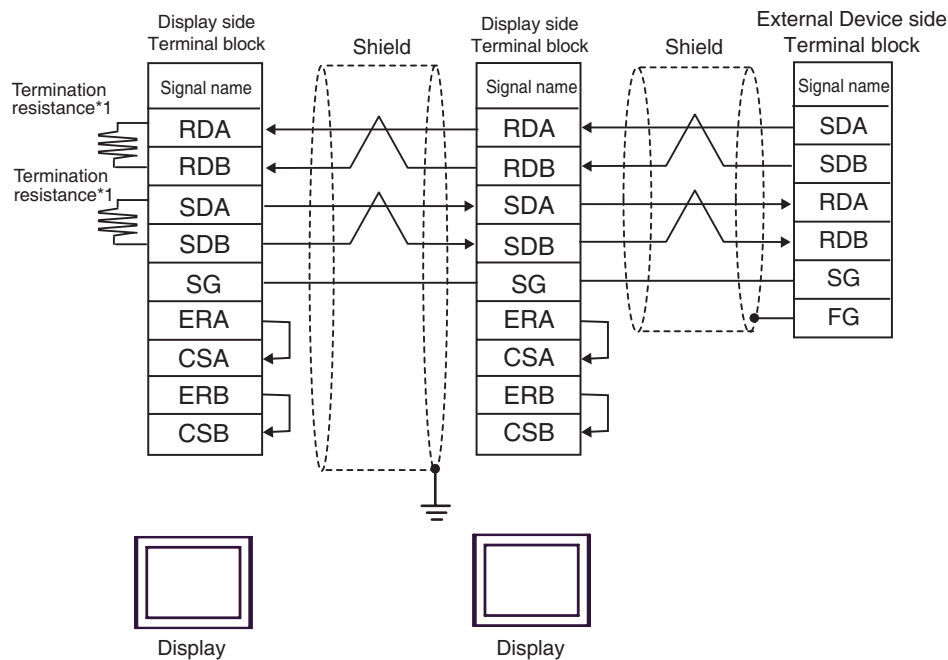 Display side
Terminal block
Shield
Display side
Terminal block
Shield
External Device side
Terminal block
Termination
resistance*1
Termination
resistance*1
Signal name
RDA
RDB
SDA
SDB
SG
ERA
CSA
ERB
CSB
Signal name
RDA
RDB
SDA
SDB
SG
ERA
CSA
ERB
CSB
Signal name
SDA
SDB
RDA
RDB
SG
FG
Display
Display